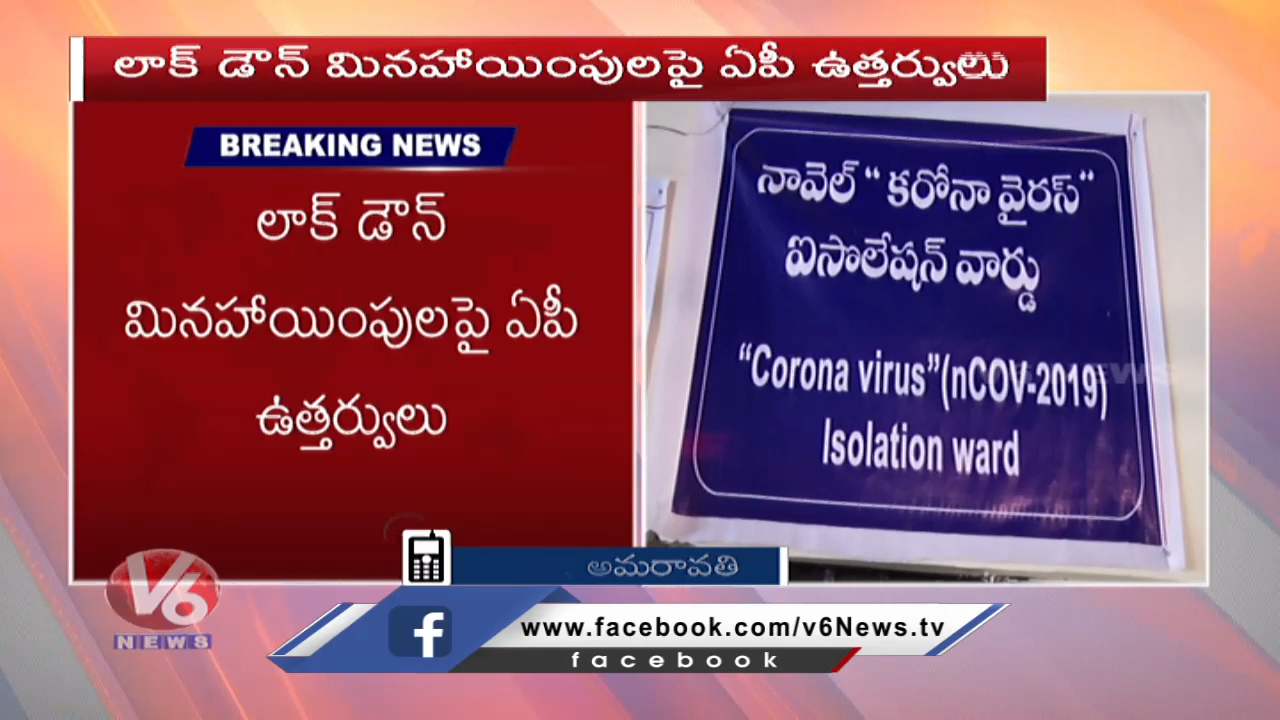 లాక్ డౌన్ మినహాయింపులపై ఏపీ ఉత్తర్వులు
BREAKING NEWS
లాక్ డౌన్
మినహాయింపులపై ఏపీ
ఉత్తర్వులు
నావెల్ "కరోనా వైరస్"
ఐసొలేషన్ వార్డు
"Corona virus"(nCOV-2019)
Isolation ward
NEWS
అమరావతి
V6
NEWS
f
www.facebook.com/v6News.tv
facebook